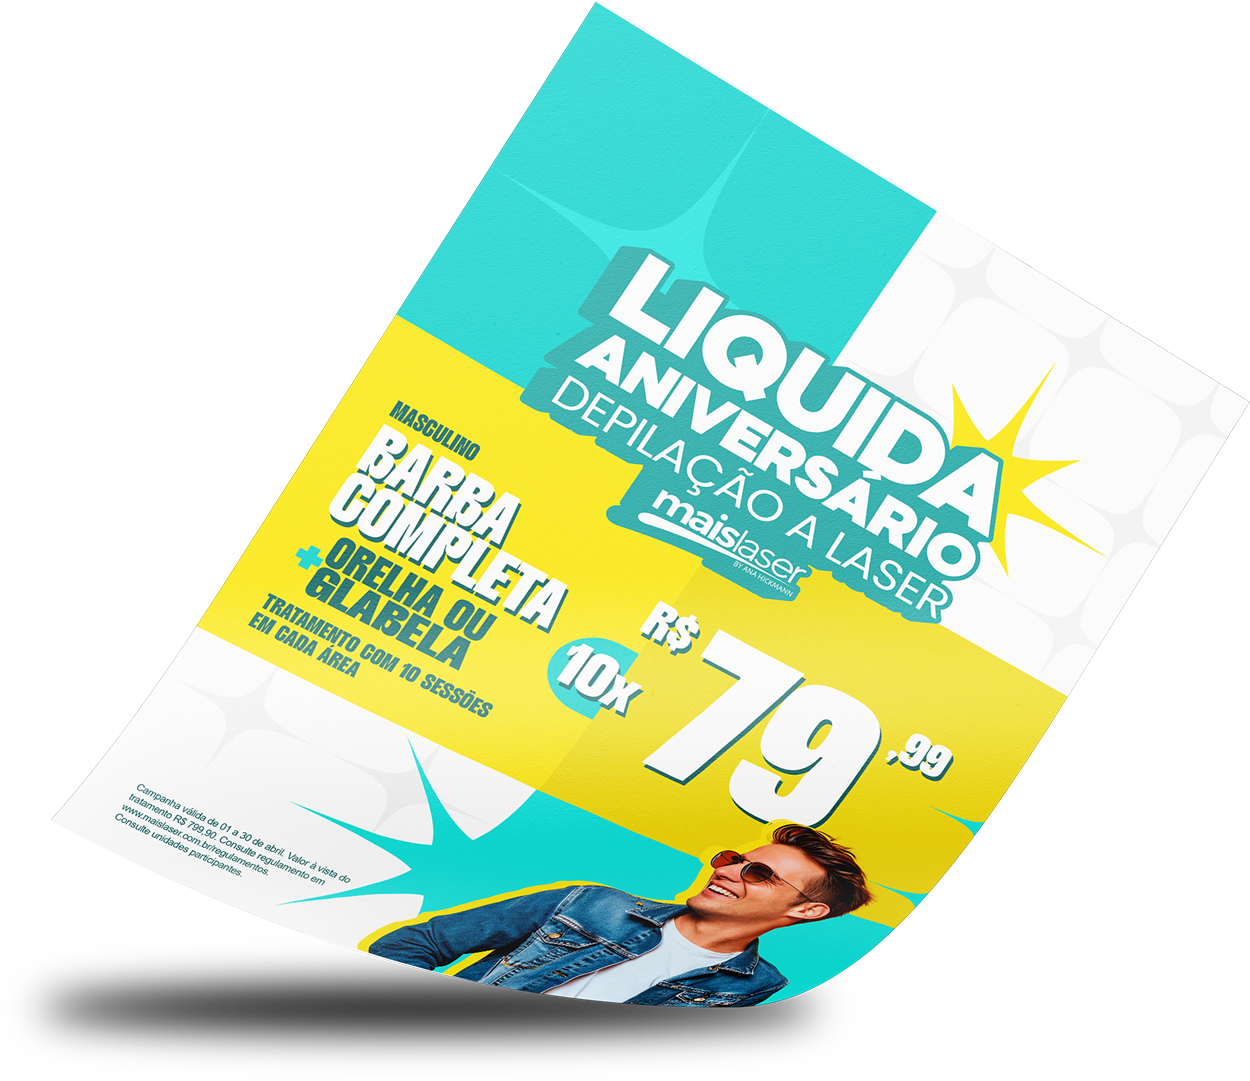 LIQUIDA
ANIVERSÁRIO
DEPILAÇÃO A LASER
maislaser
BY ANA HICKMANN
MASCULINO
BARBA
COMPLETA
+ORELHA OU
GLABELA
TRATAMENTO COM 10 SESSÕES
EM CADA ÁREA
10x
R$
79,99
Campanha válida de 01 a 30 de abril. Valor à vista do
tratamento R$ 799,90. Consulte regulamento em
www.maislaser.com.br/regulamentos.
Consulte unidades participantes.